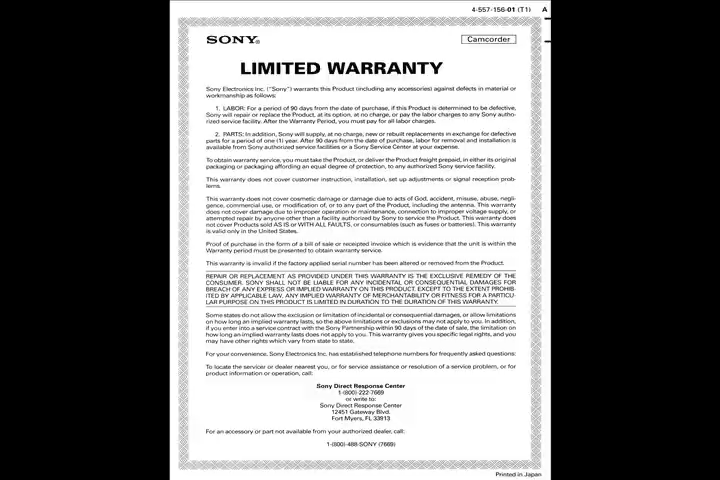 4-557-156-01 (T1) A
SONY®
Camcorder
LIMITED WARRANTY
Sony Electronics Inc. ("Sony") warrants this Product (including any accessories) against defects in material or
workmanship as follows:
1. LABOR: For a period of 90 days from the date of purchase, if this Product is determined to be defective,
Sony will repair or replace the Product, at its option, at no charge, or pay the labor charges to any Sony autho-
rized service facility. After the Warranty Period, you must pay for all labor charges.
2. PARTS: In addition, Sony will supply, at no charge, new or rebuilt replacements in exchange for defective
parts for a period of one (1) year. After 90 days from the date of purchase, labor for removal and installation is
available from Sony authorized service facilities or a Sony Service Center at your expense.
To obtain warranty service, you must take the Product, or deliver the Product freight prepaid, in either its original
packaging or packaging affording an equal degree of protection, to any authorized Sony service facility.
This warranty does not cover customer instruction, installation, set up adjustments or signal reception prob-
lems.
This warranty does not cover cosmetic damage or damage due to acts of God, accident, misuse, abuse, negli-
gence, commercial use, or modification of, or to any part of the Product, including the antenna. This warranty
does not cover damage due to improper operation or maintenance, connection to improper voltage supply, or
attempted repair by anyone other than a facility authorized by Sony to service the Product. This warranty does
not cover Products sold AS IS or WITH ALL FAULTS, or consumables (such as fuses or batteries). This warranty
is valid only in the United States.
Proof of purchase in the form of a bill of sale or receipted invoice which is evidence that the unit is within the
Warranty period must be presented to obtain warranty service.
This warranty is invalid if the factory applied serial number has been altered or removed from the Product.
REPAIR OR REPLACEMENT AS PROVIDED UNDER THIS WARRANTY IS THE EXCLUSIVE REMEDY OF THE
CONSUMER. SONY SHALL NOT BE LIABLE FOR ANY INCIDENTAL OR CONSEQUENTIAL DAMAGES FOR
BREACH OF ANY EXPRESS OR IMPLIED WARRANTY ON THIS PRODUCT. EXCEPT TO THE EXTENT PROHIB-
ITED BY APPLICABLE LAW, ANY IMPLIED WARRANTY OF MERCHANTABILITY OR FITNESS FOR A PARTICU-
LAR PURPOSE ON THIS PRODUCT IS LIMITED IN DURATION TO THE DURATION OF THIS WARRANTY.
Some states do not allow the exclusion or limitation of incidental or consequential damages, or allow limitations
on how long an implied warranty lasts, so the above limitations or exclusions may not apply to you. In addition,
if you enter into a service contract with the Sony Partnership within 90 days of the date of sale, the limitation on
how long an implied warranty lasts does not apply to you. This warranty gives you specific legal rights, and you
may have other rights which vary from state to state.
For your convenience, Sony Electronics Inc. has established telephone numbers for frequently asked questions:
To locate the servicer or dealer nearest you, or for service assistance or resolution of a service problem, or for
product information or operation, call:
Sony Direct Response Center
1-(800)-222-7669
or write to:
Sony Direct Response Center
12451 Gateway Blvd.
Fort Myers, FL 33913
For an accessory or part not available from your authorized dealer, call:
1-(800)-488-SONY (7669)
Printed in Japan